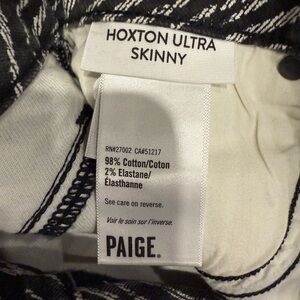 HOXTON ULTRA
SKINNY
RN#27002 CA#51217
98% Cotton/Coton
2% Elastane/
Élasthanne
See care on reverse.
Voir le soin sur l'inverse.
PAIGE.